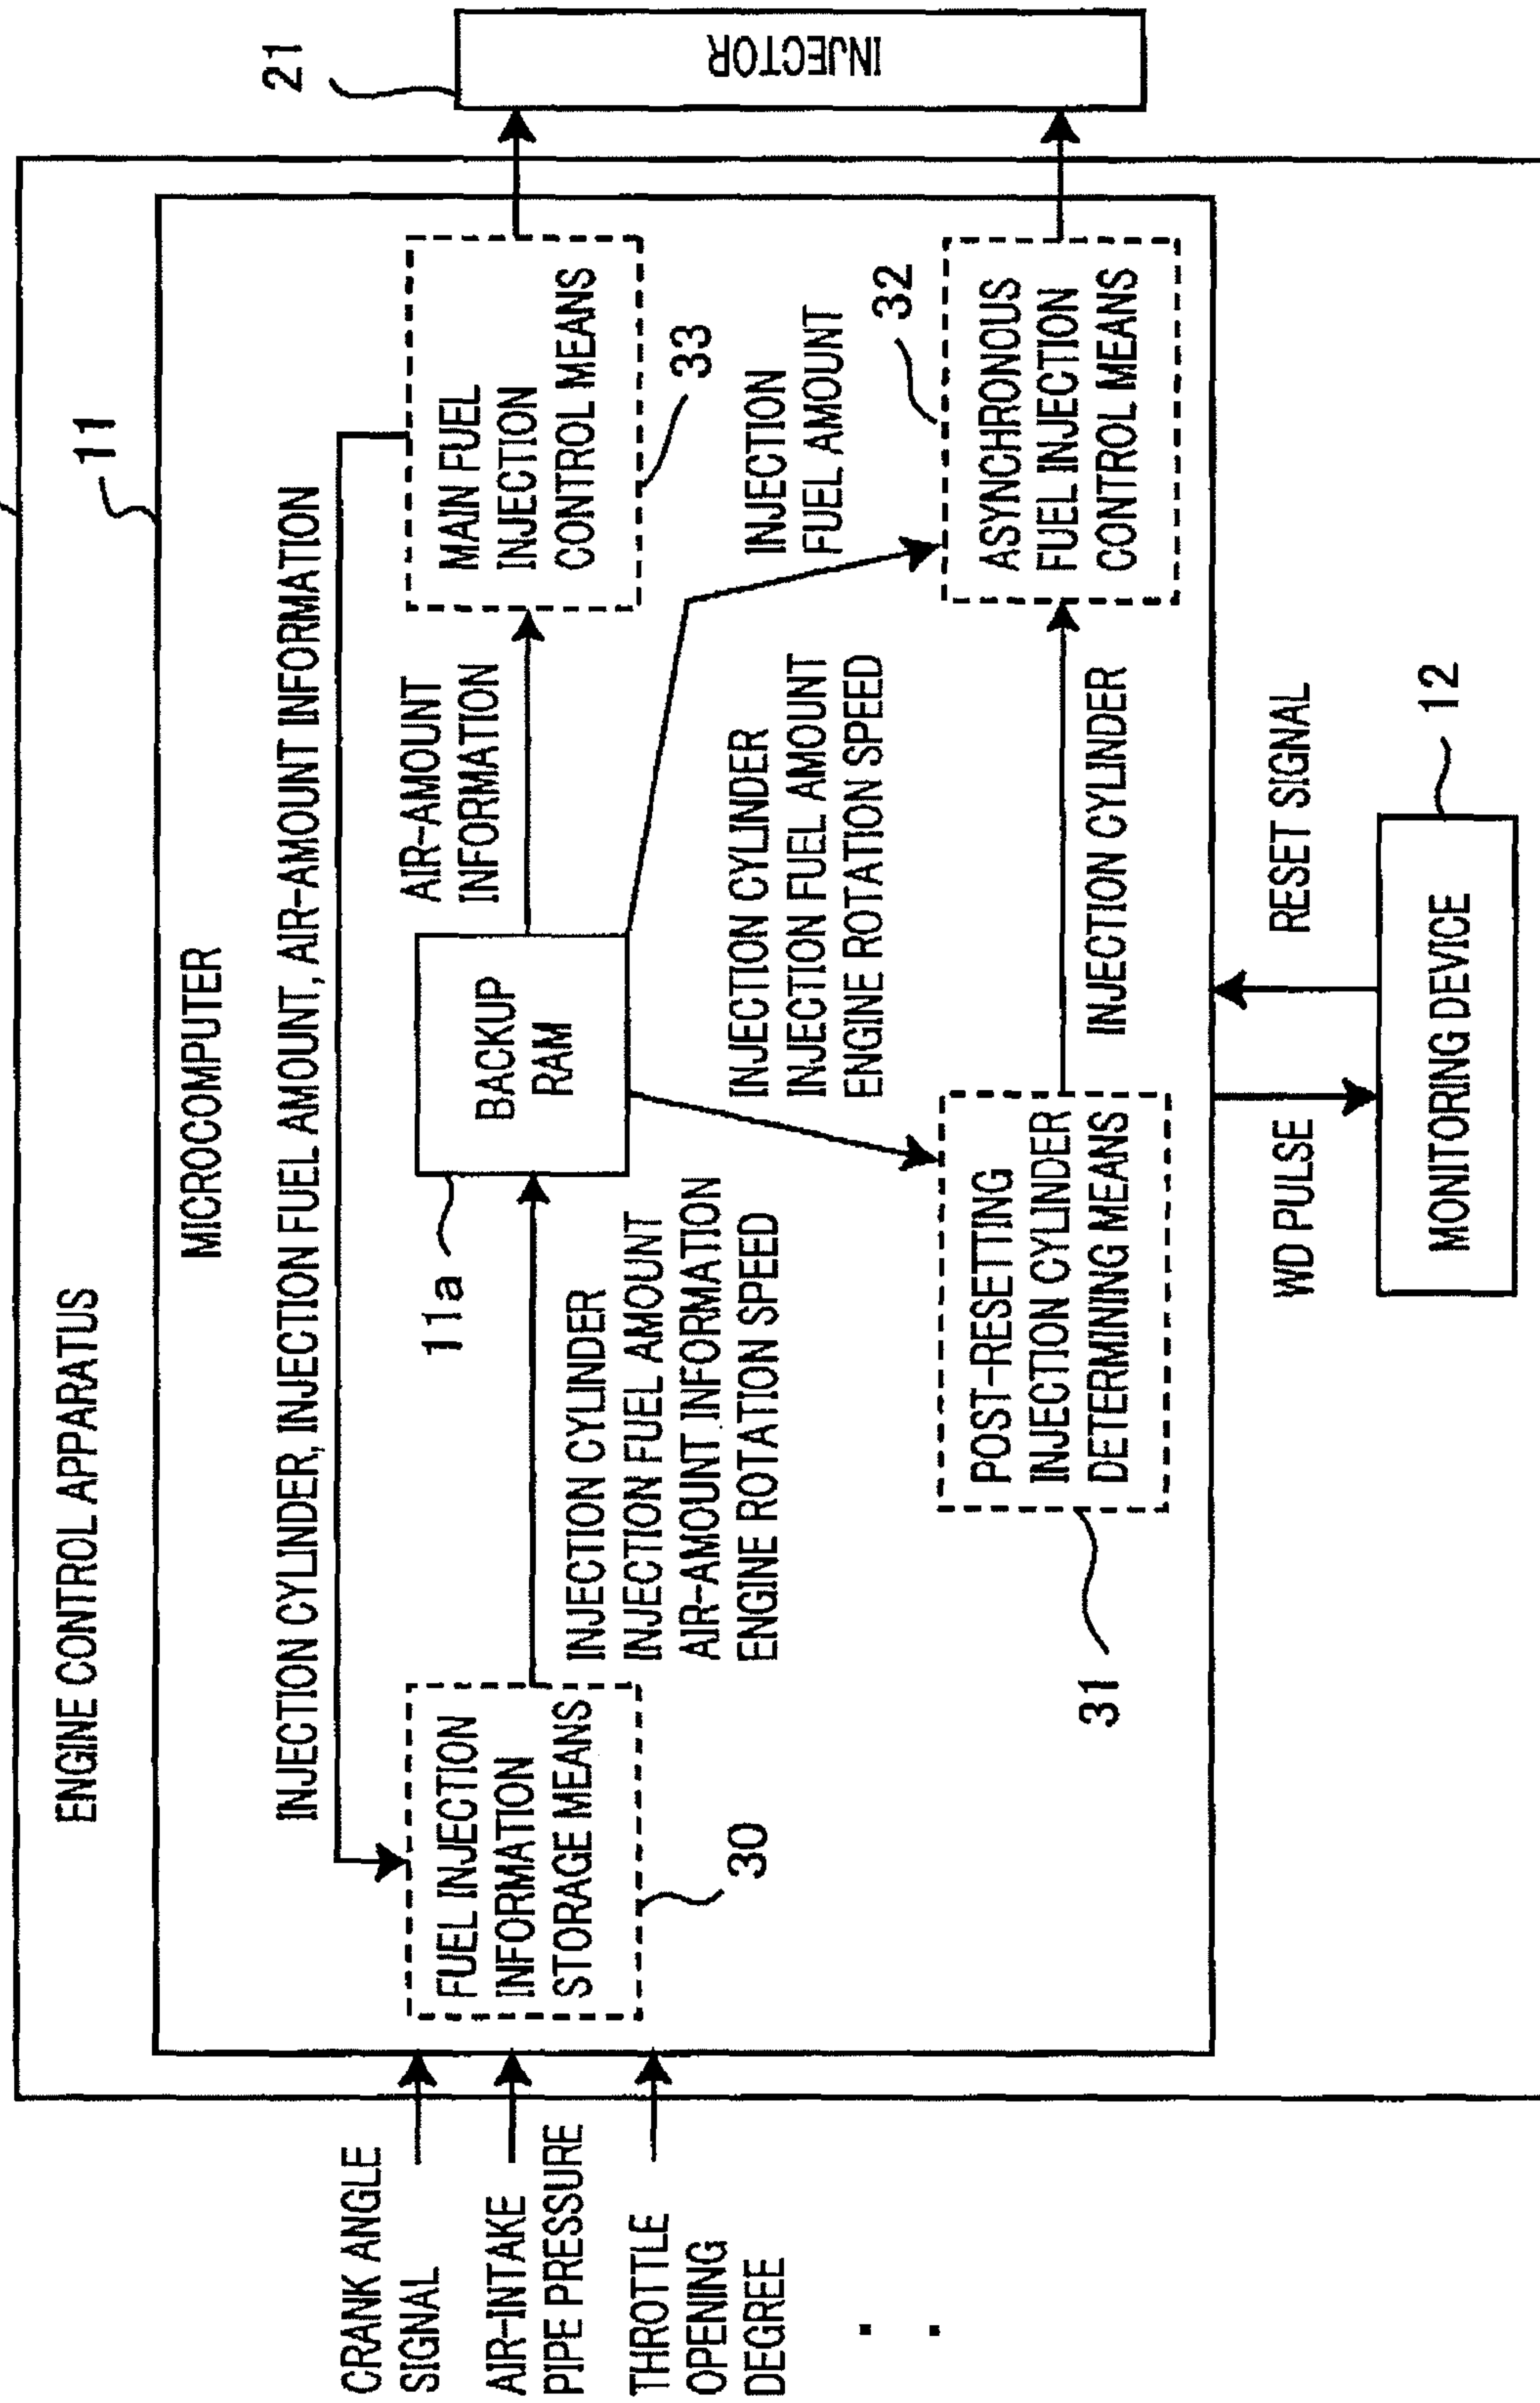 ENGINE CONTROL APPARATUS
11
MICROCOMPUTER
INJECTION CYLINDER, INJECTION FUEL AMOUNT, AIR-AMOUNT INFORMATION
CRANK ANGLE
SIGNAL
AIR-INTAKE
PIPE PRESSURE
THROTTLE
OPENING
DEGREE
FUEL INJECTION
INFORMATION
STORAGE MEANS
30
INJECTION CYLINDER
INJECTION FUEL AMOUNT
AIR-AMOUNT INFORMATION
ENGINE ROTATION SPEED
11a
BACKUP
RAM
AIR-AMOUNT
INFORMATION
MAIN FUEL
INJECTION
CONTROL MEANS
33
21
INJECTOR
INJECTION CYLINDER
INJECTION FUEL AMOUNT
ENGINE ROTATION SPEED
INJECTION
FUEL AMOUNT
32
POST-RESETTING
INJECTION CYLINDER
DETERMINING MEANS
31
INJECTION CYLINDER
ASYNCHRONOUS
FUEL INJECTION
CONTROL MEANS
WD PULSE
RESET SIGNAL
MONITORING DEVICE
12